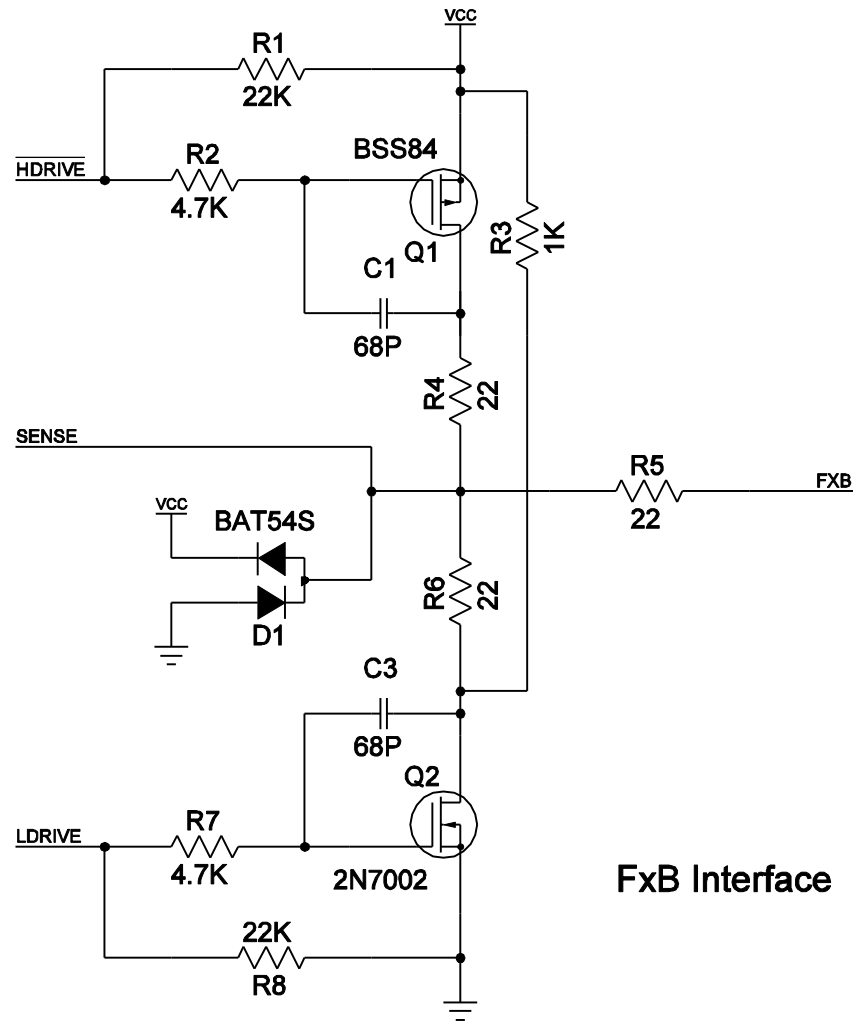 VCC
R1
22K
BSS84
HDRIVE
R2
4.7K
R3
1K
Q1
C1
68P
R4
22
SENSE
R5
FXB
22
VCC
BAT54S
R6
22
D1
C3
68P
Q2
R7
LDRIVE
4.7K
2N7002
FxB Interface
22K
R8